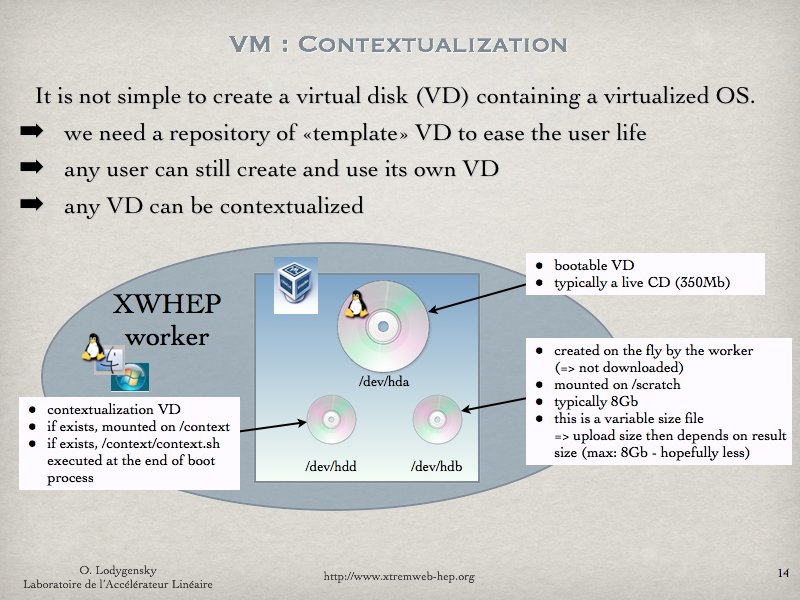 VM : Contextualization
It is not simple to create a virtual disk (VD) containing a virtualized OS.
➡ we need a repository of «template» VD to ease the user life
➡ any user can still create and use its own VD
➡ any VD can be contextualized
XWHEP
worker
• bootable VD
• typically a live CD (350Mb)
/dev/hda
• created on the fly by the worker
(=> not downloaded)
• mounted on /scratch
• typically 8Gb
• this is a variable size file
=> upload size then depends on result
size (max: 8Gb - hopefully less)
• contextualization VD
• if exists, mounted on /context
• if exists, /context/context.sh
executed at the end of boot
process
/dev/hdd
/dev/hdb
O. Lodygensky
Laboratoire de l'Accélérateur Linéaire
http://www.xtremweb-hep.org
14